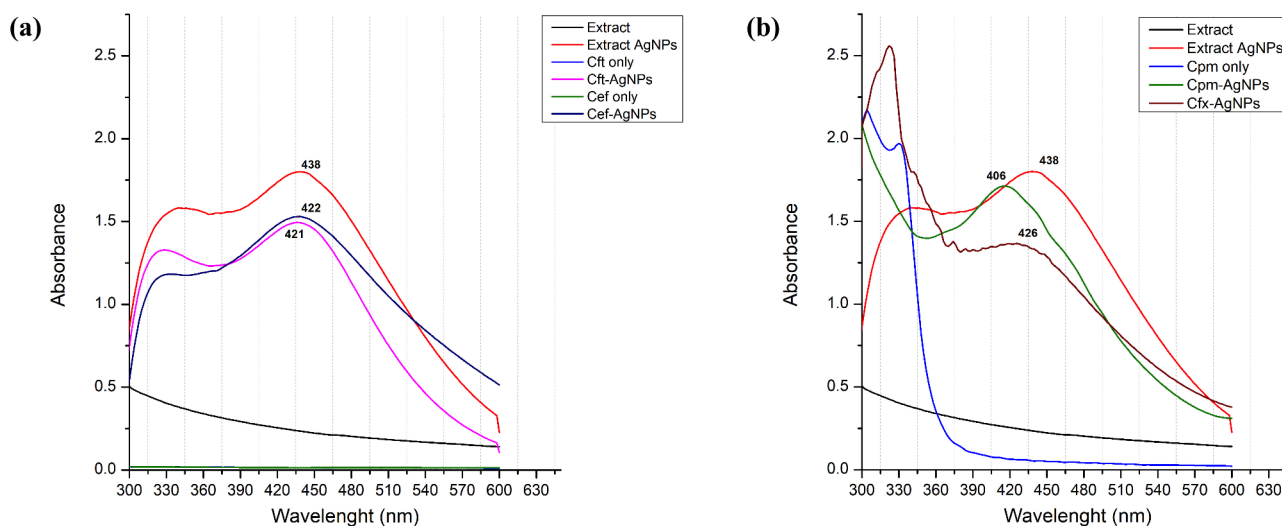 (a)
Extract
Extract AgNPs
Cft only
Cft-AgNPs
Cef only
Cef-AgNPs
438
422
421
2.5
2.0
1.5
1.0
0.5
0.0
Absorbance
300 330 360 390 420 450 480 510 540 570 600 630
Wavelenght (nm)
(b)
Extract
Extract AgNPs
Cpm only
Cpm-AgNPs
Cfx-AgNPs
406
438
426
2.5
2.0
1.5
1.0
0.5
0.0
Absorbance
300 330 360 390 420 450 480 510 540 570 600 630
Wavelenght (nm)